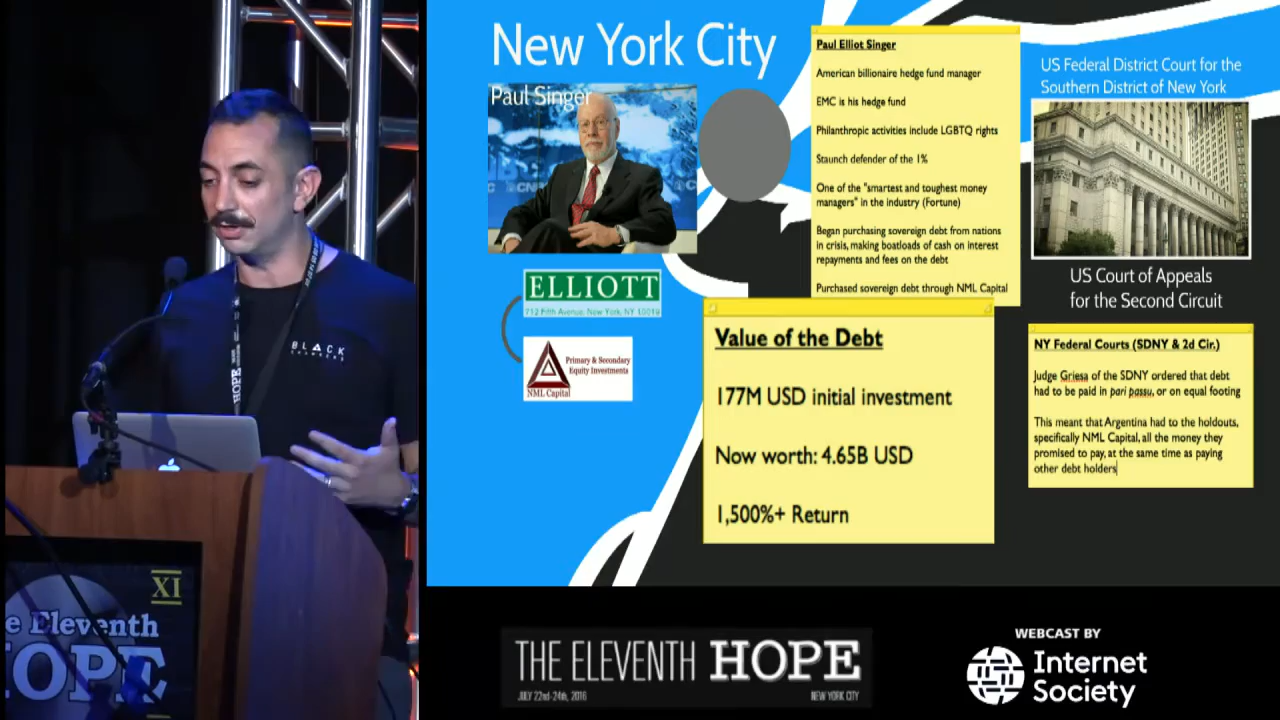 New York City
Paul Singer
ELLIOTT
712 Fifth Avenue, New York, NY 10019
Primary & Secondary
Equity Investments
NML Capital
Paul Elliot Singer
American billionaire hedge fund manager
EMC is his hedge fund
Philanthropic activities include LGBTQ rights
Staunch defender of the 1%
One of the "smartest and toughest money
managers" in the industry (Fortune)
Began purchasing sovereign debt from nations
in crisis, making boatloads of cash on interest
repayments and fees on the debt
Purchased sovereign debt through NML Capital
Value of the Debt
177M USD initial investment
Now worth: 4.65B USD
1,500%+ Return
US Federal District Court for the
Southern District of New York
US Court of Appeals
for the Second Circuit
NY Federal Courts (SDNY & 2d Cir.)
Judge Griesa of the SDNY ordered that debt
had to be paid in pari passu, or on equal footing
This meant that Argentina had to the holdouts,
specifically NML Capital, all the money they
promised to pay, at the same time as paying
other debt holders
BLACK
HOPE
XI
e Eleventh
HOPE
THE ELEVENTH HOPE
JULY 22nd-24th, 2016
NEW YORK CITY
WEBCAST BY
Internet
Society